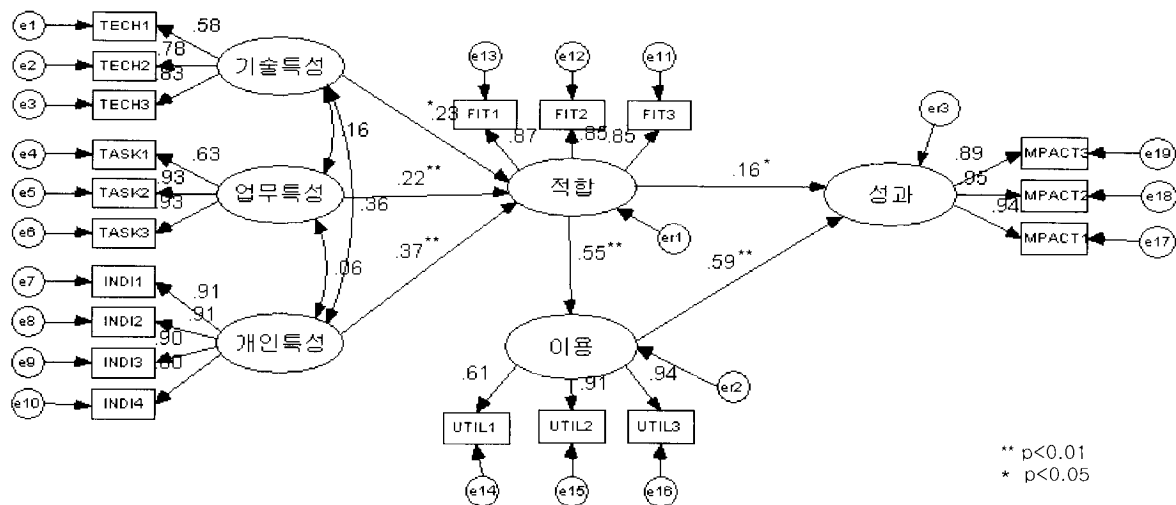 e1
TECH1
.58
e2
TECH2
.78
e3
TECH3
.83
기술특성
e4
TASK1
.63
e5
TASK2
.93
e6
TASK3
.93
업무특성
e7
INDI1
.91
e8
INDI2
.91
e9
INDI3
.90
e10
INDI4
개인특성
.16
.36
.06
*.23
.22**
.37**
e13
e12
e11
FIT1
FIT2
FIT3
.87
.85
.85
적합
er1
.16*
.55**
.59**
이용
er2
.61
.91
.94
UTIL1
UTIL2
UTIL3
e14
e15
e16
성과
er3
.89
MPACT3
e19
.95
MPACT2
e18
.94
MPACT1
e17
** p<0.01
* p<0.05